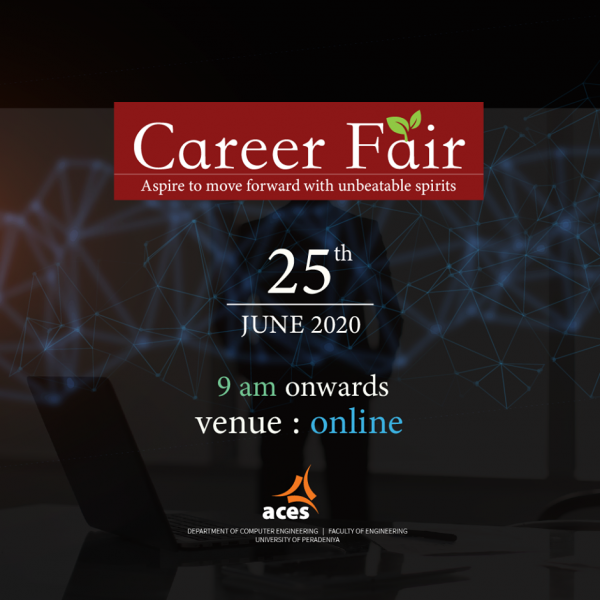 Career Fair
Aspire to move forward with unbeatable spirits
25th
JUNE 2020
9 am onwards
venue : online
aces
DEPARTMENT OF COMPUTER ENGINEERING | FACULTY OF ENGINEERING
UNIVERSITY OF PERADENIYA